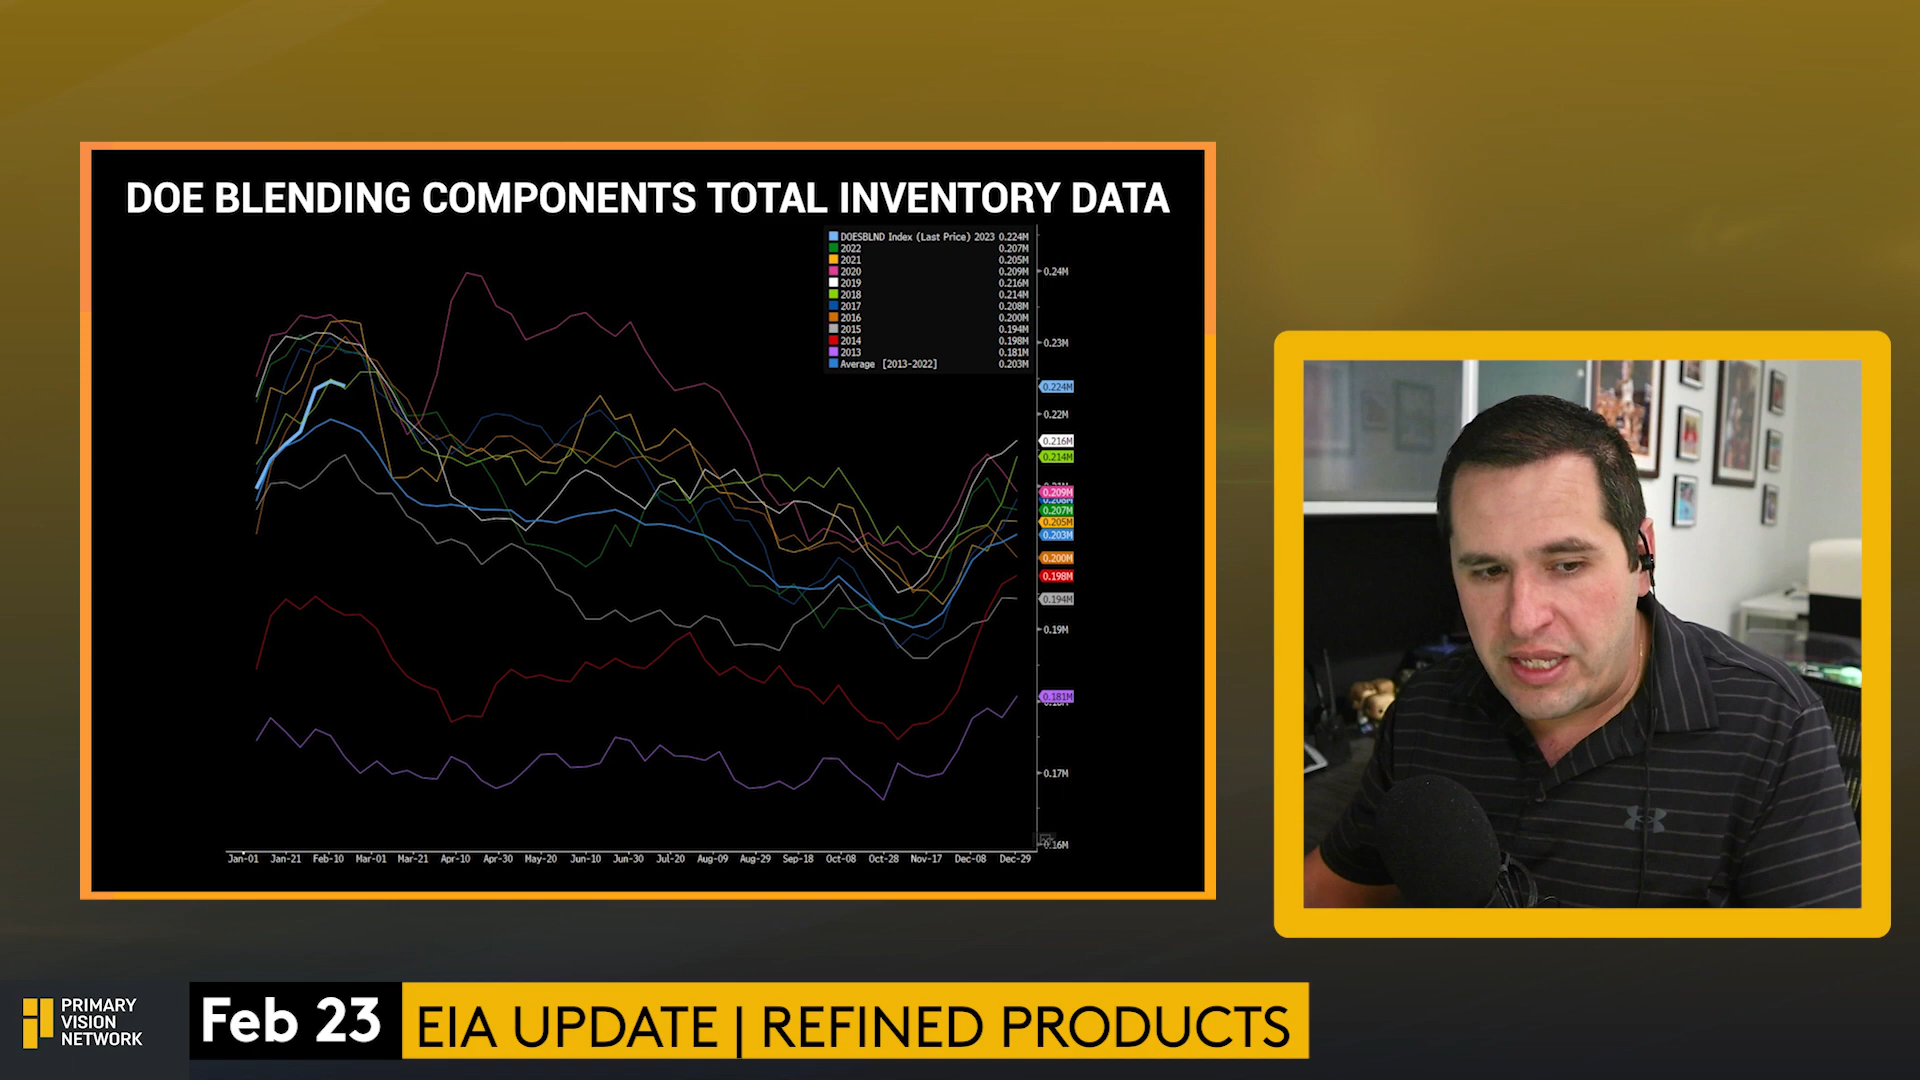 DOE BLENDING COMPONENTS TOTAL INVENTORY DATA
DOESBLND Index (Last Price) 2023 0.224M
2022 0.207M
2021 0.205M
2020 0.209M
2019 0.216M
2018 0.214M
2017 0.208M
2016 0.200M
2015 0.194M
2014 0.198M
2013 0.181M
Average [2013-2022] 0.203M
0.24M
0.23M
0.224M
0.22M
0.216M
0.214M
0.209M
0.208M
0.207M
0.205M
0.203M
0.200M
0.198M
0.194M
0.19M
0.181M
0.17M
0.16M
Jan-01 Jan-21 Feb-10 Mar-01 Mar-21 Apr-10 Apr-30 May-20 Jun-10 Jun-30 Jul-20 Aug-09 Aug-29 Sep-18 Oct-08 Oct-28 Nov-17 Dec-08 Dec-29
PRIMARY
VISION
NETWORK
Feb 23
EIA UPDATE | REFINED PRODUCTS